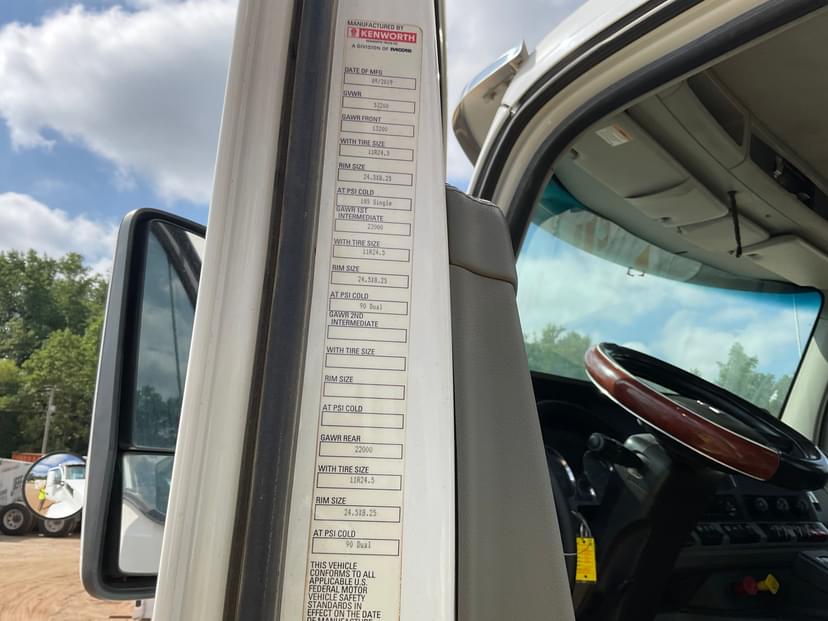 MANUFACTURED BY
KENWORTH
A DIVISION OF PACCAR
DATE OF MFG
09/2019
GVWR
52260
GAWR FRONT
13200
WITH TIRE SIZE
11R24.5
RIM SIZE
24.5X8.25
AT PSI COLD
105 Single
GAWR 1ST
INTERMEDIATE
22000
WITH TIRE SIZE
11R24.5
RIM SIZE
24.5X8.25
AT PSI COLD
90 Dual
GAWR 2ND
INTERMEDIATE
WITH TIRE SIZE
RIM SIZE
AT PSI COLD
GAWR REAR
22000
WITH TIRE SIZE
11R24.5
RIM SIZE
24.5X8.25
AT PSI COLD
90 Dual
THIS VEHICLE
CONFORMS TO ALL
APPLICABLE U.S.
FEDERAL MOTOR
VEHICLE SAFETY
STANDARDS IN
EFFECT ON THE DATE
OF MANUFACTURE